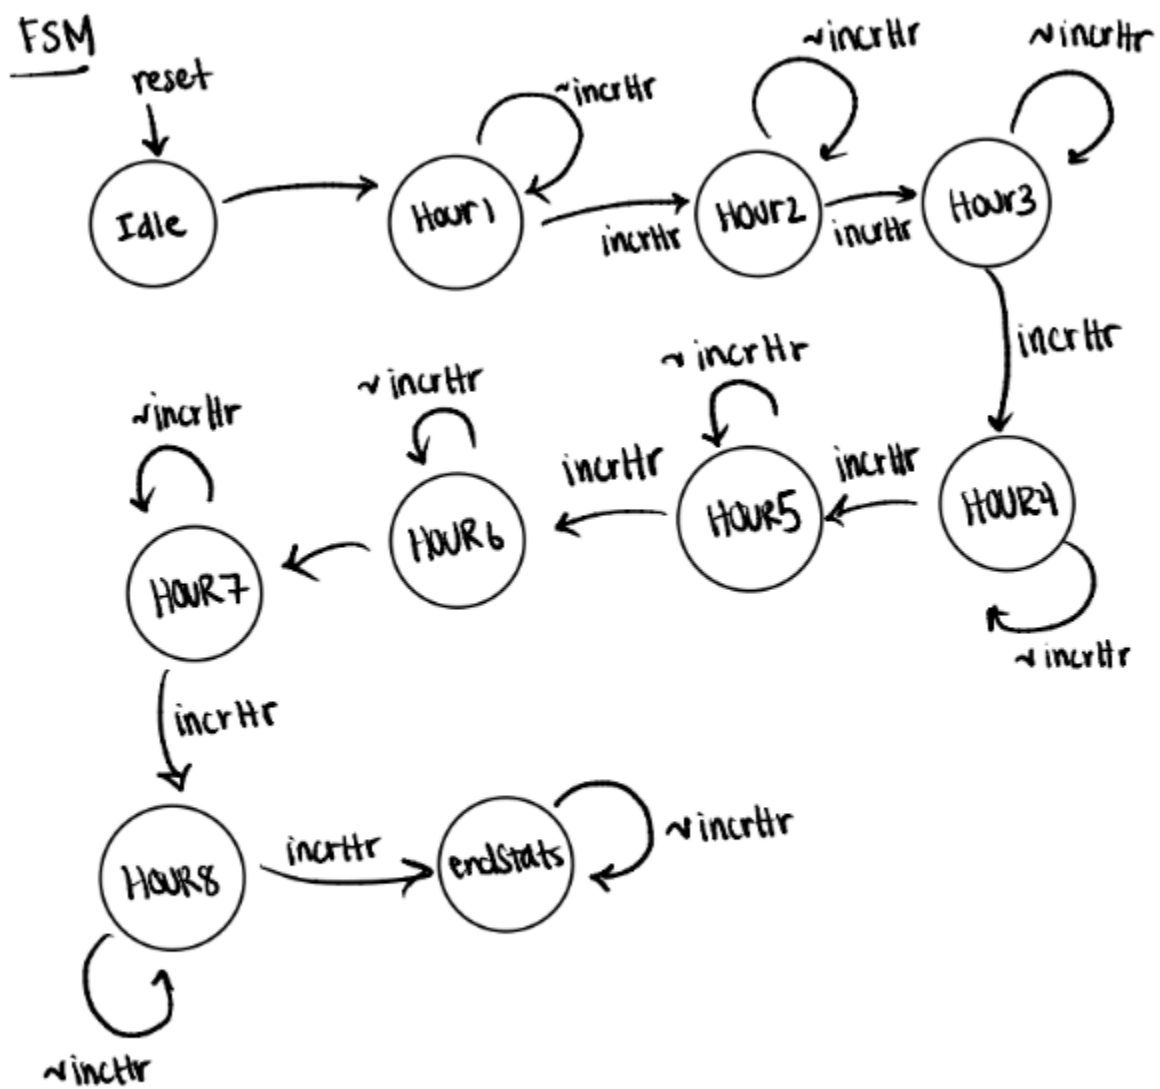 FSM
reset
~incrHr
~incrHr
~incrHr
Idle
Hour1
incrHr
Hour2
incrHr
Hour3
incrHr
~incrHr
~incrHr
~incrHr
incrHr
incrHr
HOUR4
HOUR5
HOUR6
HOUR7
~incrHr
incrHr
HOUR8
incrHr
endStats
~incrHr
~incHr